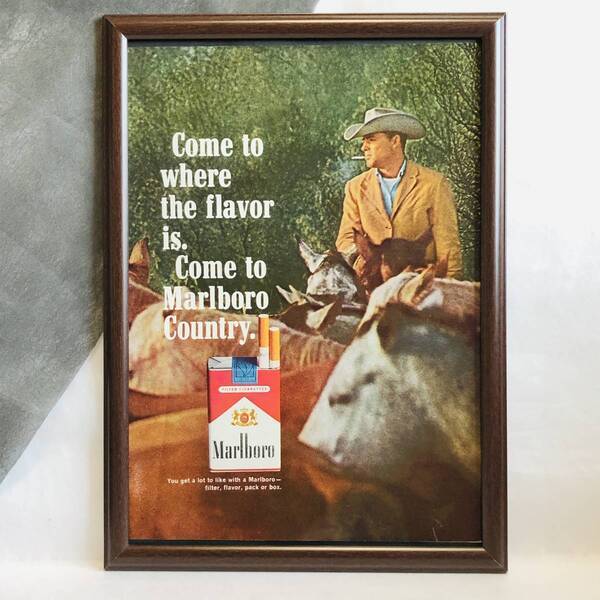 Come to
where
the flavor
is.
Come to
Marlboro
Country.
FILTER CIGARETTES
Marlboro
You get a lot to like with a Marlboro—
filter, flavor, pack or box.